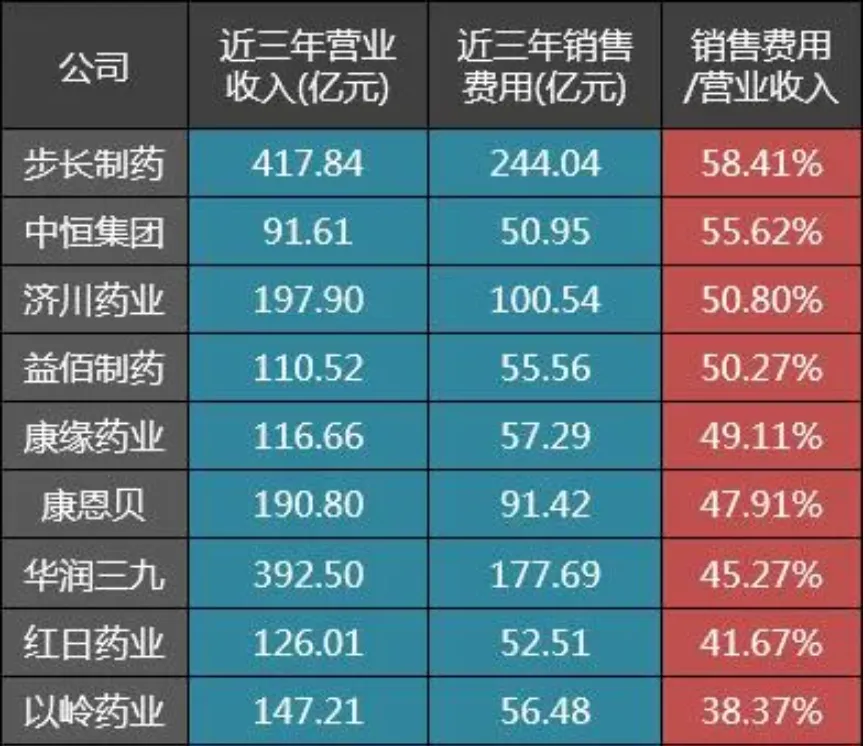 公司 近三年营业收入(亿元) 近三年销售费用(亿元) 销售费用/营业收入
步长制药 417.84 244.04 58.41%
中恒集团 91.61 50.95 55.62%
济川药业 197.90 100.54 50.80%
益佰制药 110.52 55.56 50.27%
康缘药业 116.66 57.29 49.11%
康恩贝 190.80 91.42 47.91%
华润三九 392.50 177.69 45.27%
红日药业 126.01 52.51 41.67%
以岭药业 147.21 56.48 38.37%